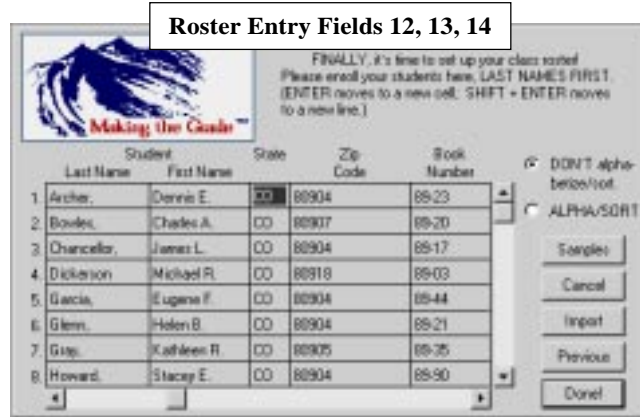 Roster Entry Fields 12, 13, 14
Making the Grade™
FINALLY, it's time to set up your class roster!
Please enroll your students here, LAST NAMES FIRST.
(ENTER moves to a new cell; SHIFT + ENTER moves
to a new line.)
Student State Zip Book
Last Name First Name Code Number
1. Archer, Dennis E. CO 80904 89-23
2. Bowles, Charles A. CO 80907 89-20
3. Chancellor, James L. CO 80904 89-17
4. Dickerson Michael R. CO 80918 89-03
5. Garcia, Eugene F. CO 80904 89-44
6. Glenn, Helen B. CO 80904 89-21
7. Gray, Kathleen R. CO 80905 89-35
8. Howard, Stacey E. CO 80904 89-90
DON'T alpha-
betize/sort.
ALPHA/SORT
Samples
Cancel
Import
Previous
Done!